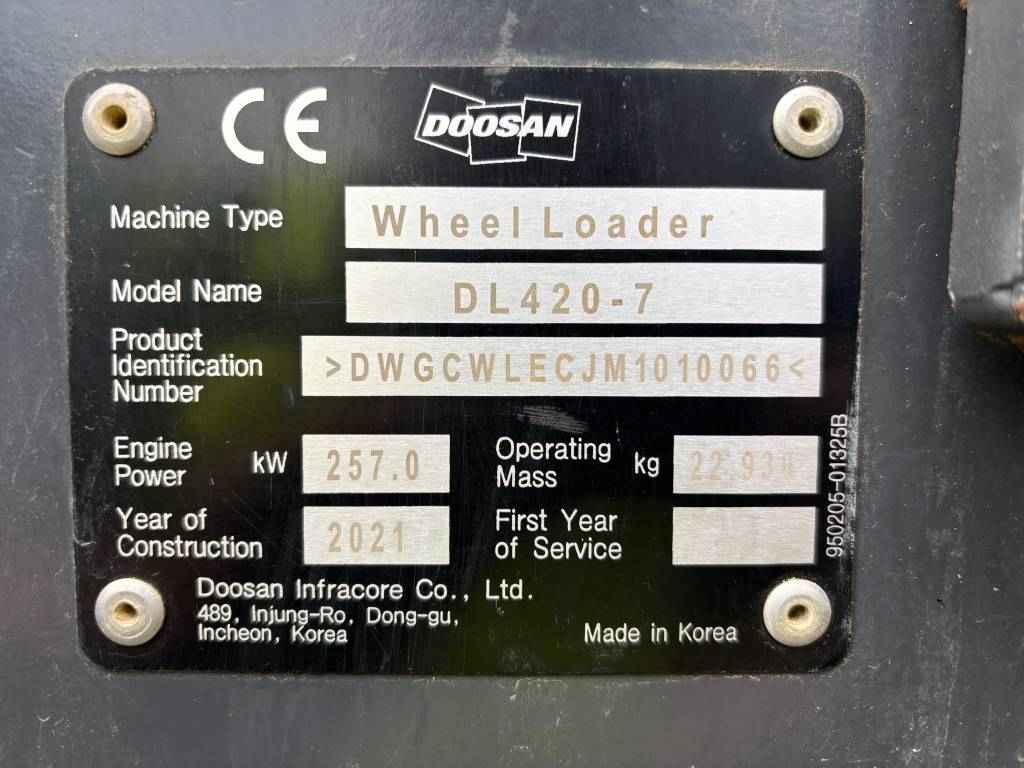 CE DOOSAN
Machine Type Wheel Loader
Model Name DL420-7
Product
Identification
Number >DWGCWLECJM1010066<
Engine
Power kW 257.0
Operating
Mass kg
Year of
Construction 2021
First Year
of Service
950205-01325B
Doosan Infracore Co., Ltd.
489, Injung-Ro, Dong-gu,
Incheon, Korea
Made in Korea